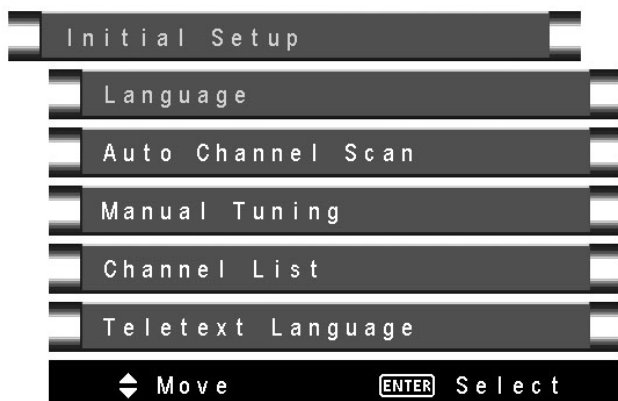 Initial Setup
Language
Auto Channel Scan
Manual Tuning
Channel List
Teletext Language
Move ENTER Select